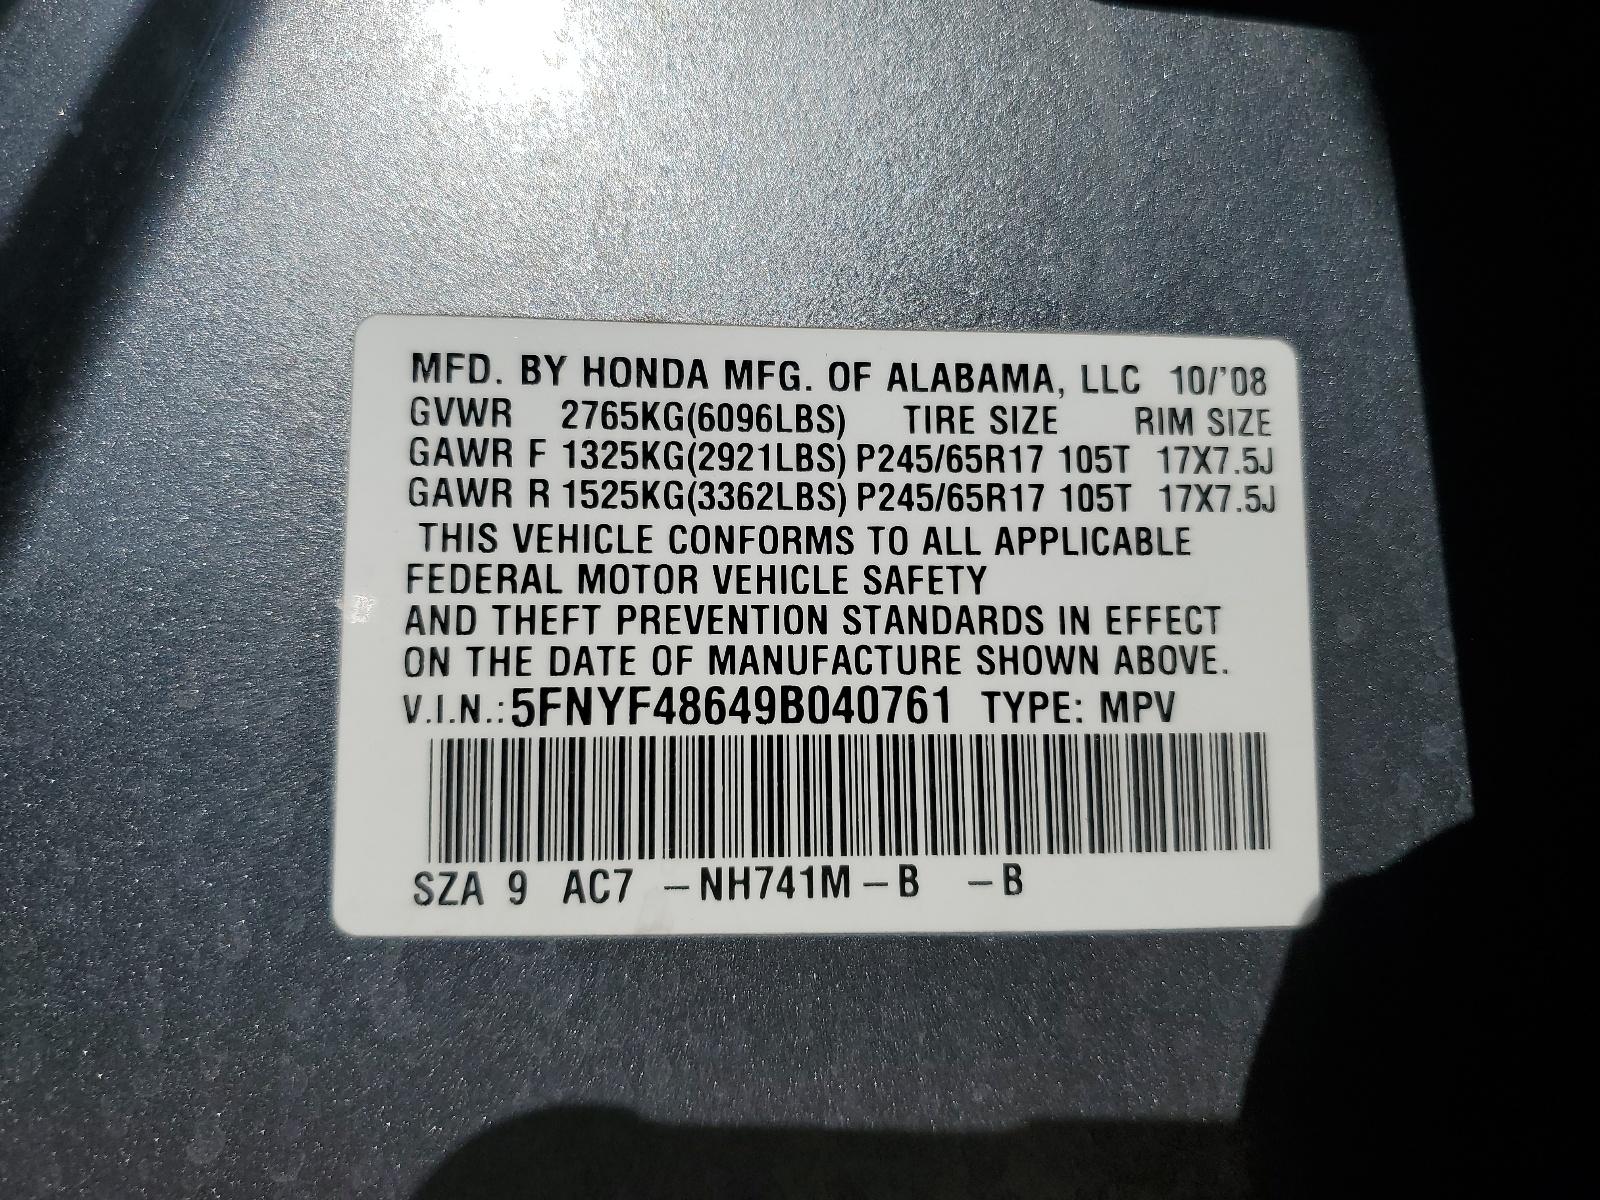 MFD. BY HONDA MFG. OF ALABAMA, LLC 10/'08
GVWR 2765KG(6096LBS) TIRE SIZE RIM SIZE
GAWR F 1325KG(2921LBS) P245/65R17 105T 17X7.5J
GAWR R 1525KG(3362LBS) P245/65R17 105T 17X7.5J
THIS VEHICLE CONFORMS TO ALL APPLICABLE
FEDERAL MOTOR VEHICLE SAFETY
AND THEFT PREVENTION STANDARDS IN EFFECT
ON THE DATE OF MANUFACTURE SHOWN ABOVE.
V.I.N.: 5FNYF48649B040761 TYPE: MPV
SZA 9 AC7 –NH741M–B –B